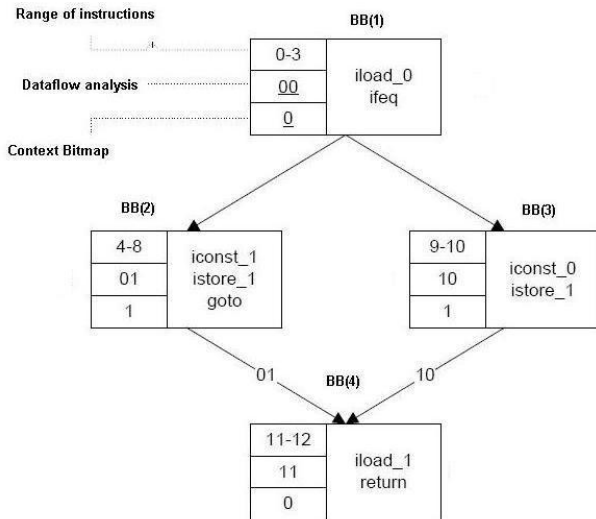 Range of instructions
Dataflow analysis
Context Bitmap
BB(1)
0-3
00
0
iload_0
ifeq
BB(2)
4-8
01
1
iconst_1
istore_1
goto
BB(3)
9-10
10
1
iconst_0
istore_1
01
10
BB(4)
11-12
11
0
iload_1
return